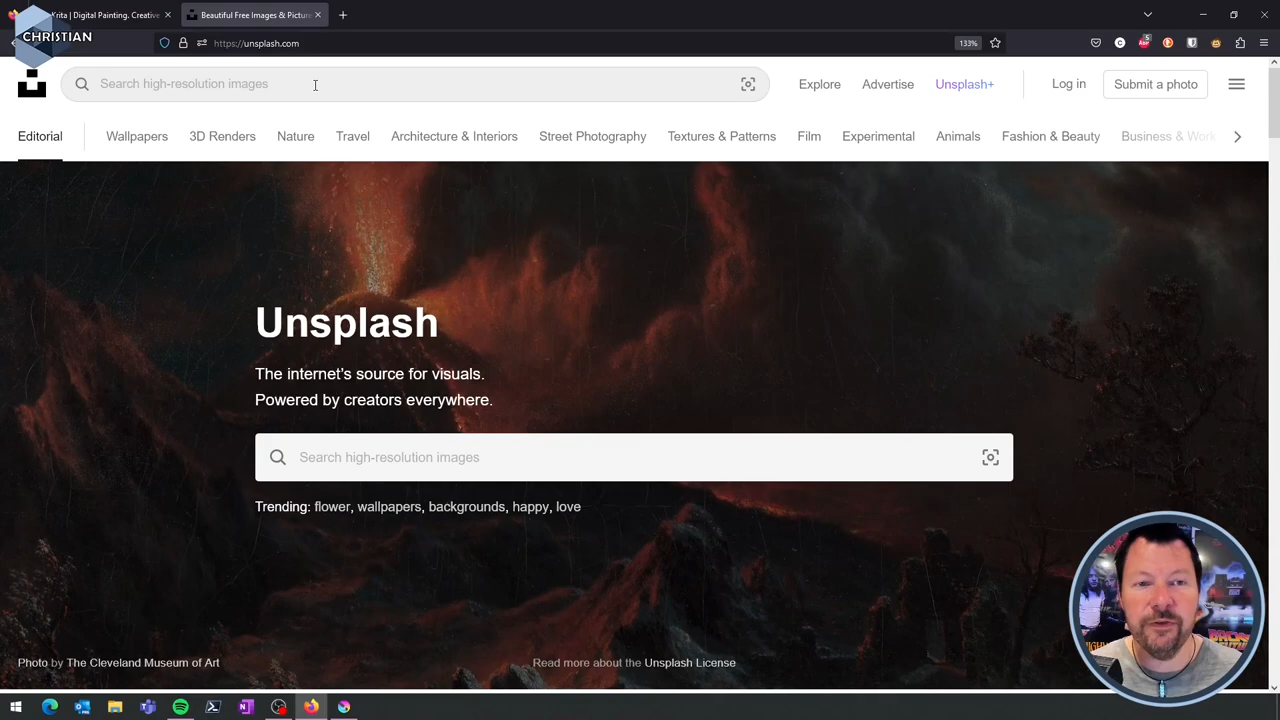 Krita | Digital Painting. Creative
Beautiful Free Images & Picture
CHRISTIAN
https://unsplash.com
133%
Search high-resolution images
Explore
Advertise
Unsplash+
Log in
Submit a photo
Editorial
Wallpapers
3D Renders
Nature
Travel
Architecture & Interiors
Street Photography
Textures & Patterns
Film
Experimental
Animals
Fashion & Beauty
Business & Work
Unsplash
The internet's source for visuals.
Powered by creators everywhere.
Search high-resolution images
Trending: flower, wallpapers, backgrounds, happy, love
Photo by The Cleveland Museum of Art
Read more about the Unsplash License